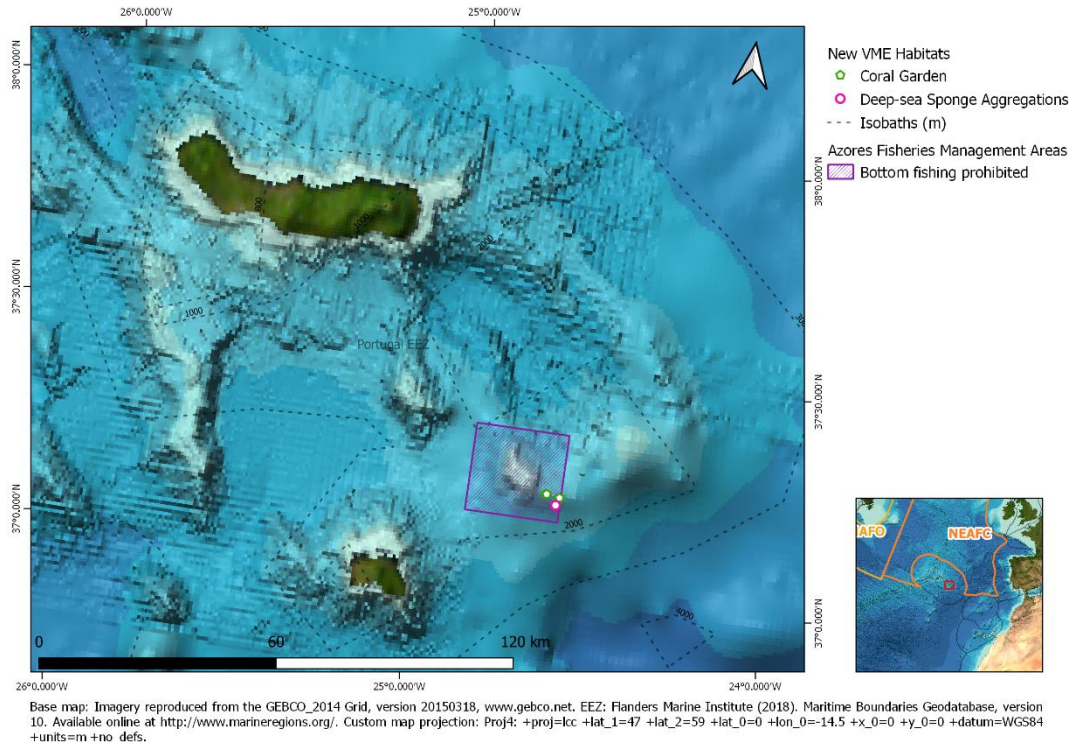 26°0.000'W
25°0.000'W
38°0.000'N
37°30.000'N
37°0.000'N
38°0.000'N
37°30.000'N
37°0.000'N
800
1000
4000
1000
Portugal EEZ
2000
4000
0
60
120 km
26°0.000'W
25°0.000'W
24°0.000'W
New VME Habitats
Coral Garden
Deep-sea Sponge Aggregations
Isobaths (m)
Azores Fisheries Management Areas
Bottom fishing prohibited
AFO
NEAFC
Base map: Imagery reproduced from the GEBCO_2014 Grid, version 20150318, www.gebco.net. EEZ: Flanders Marine Institute (2018). Maritime Boundaries Geodatabase, version
10. Available online at http://www.marineregions.org/. Custom map projection: Proj4: +proj=lcc +lat_1=47 +lat_2=59 +lat_0=0 +lon_0=-14.5 +x_0=0 +y_0=0 +datum=WGS84
+units=m +no_defs.